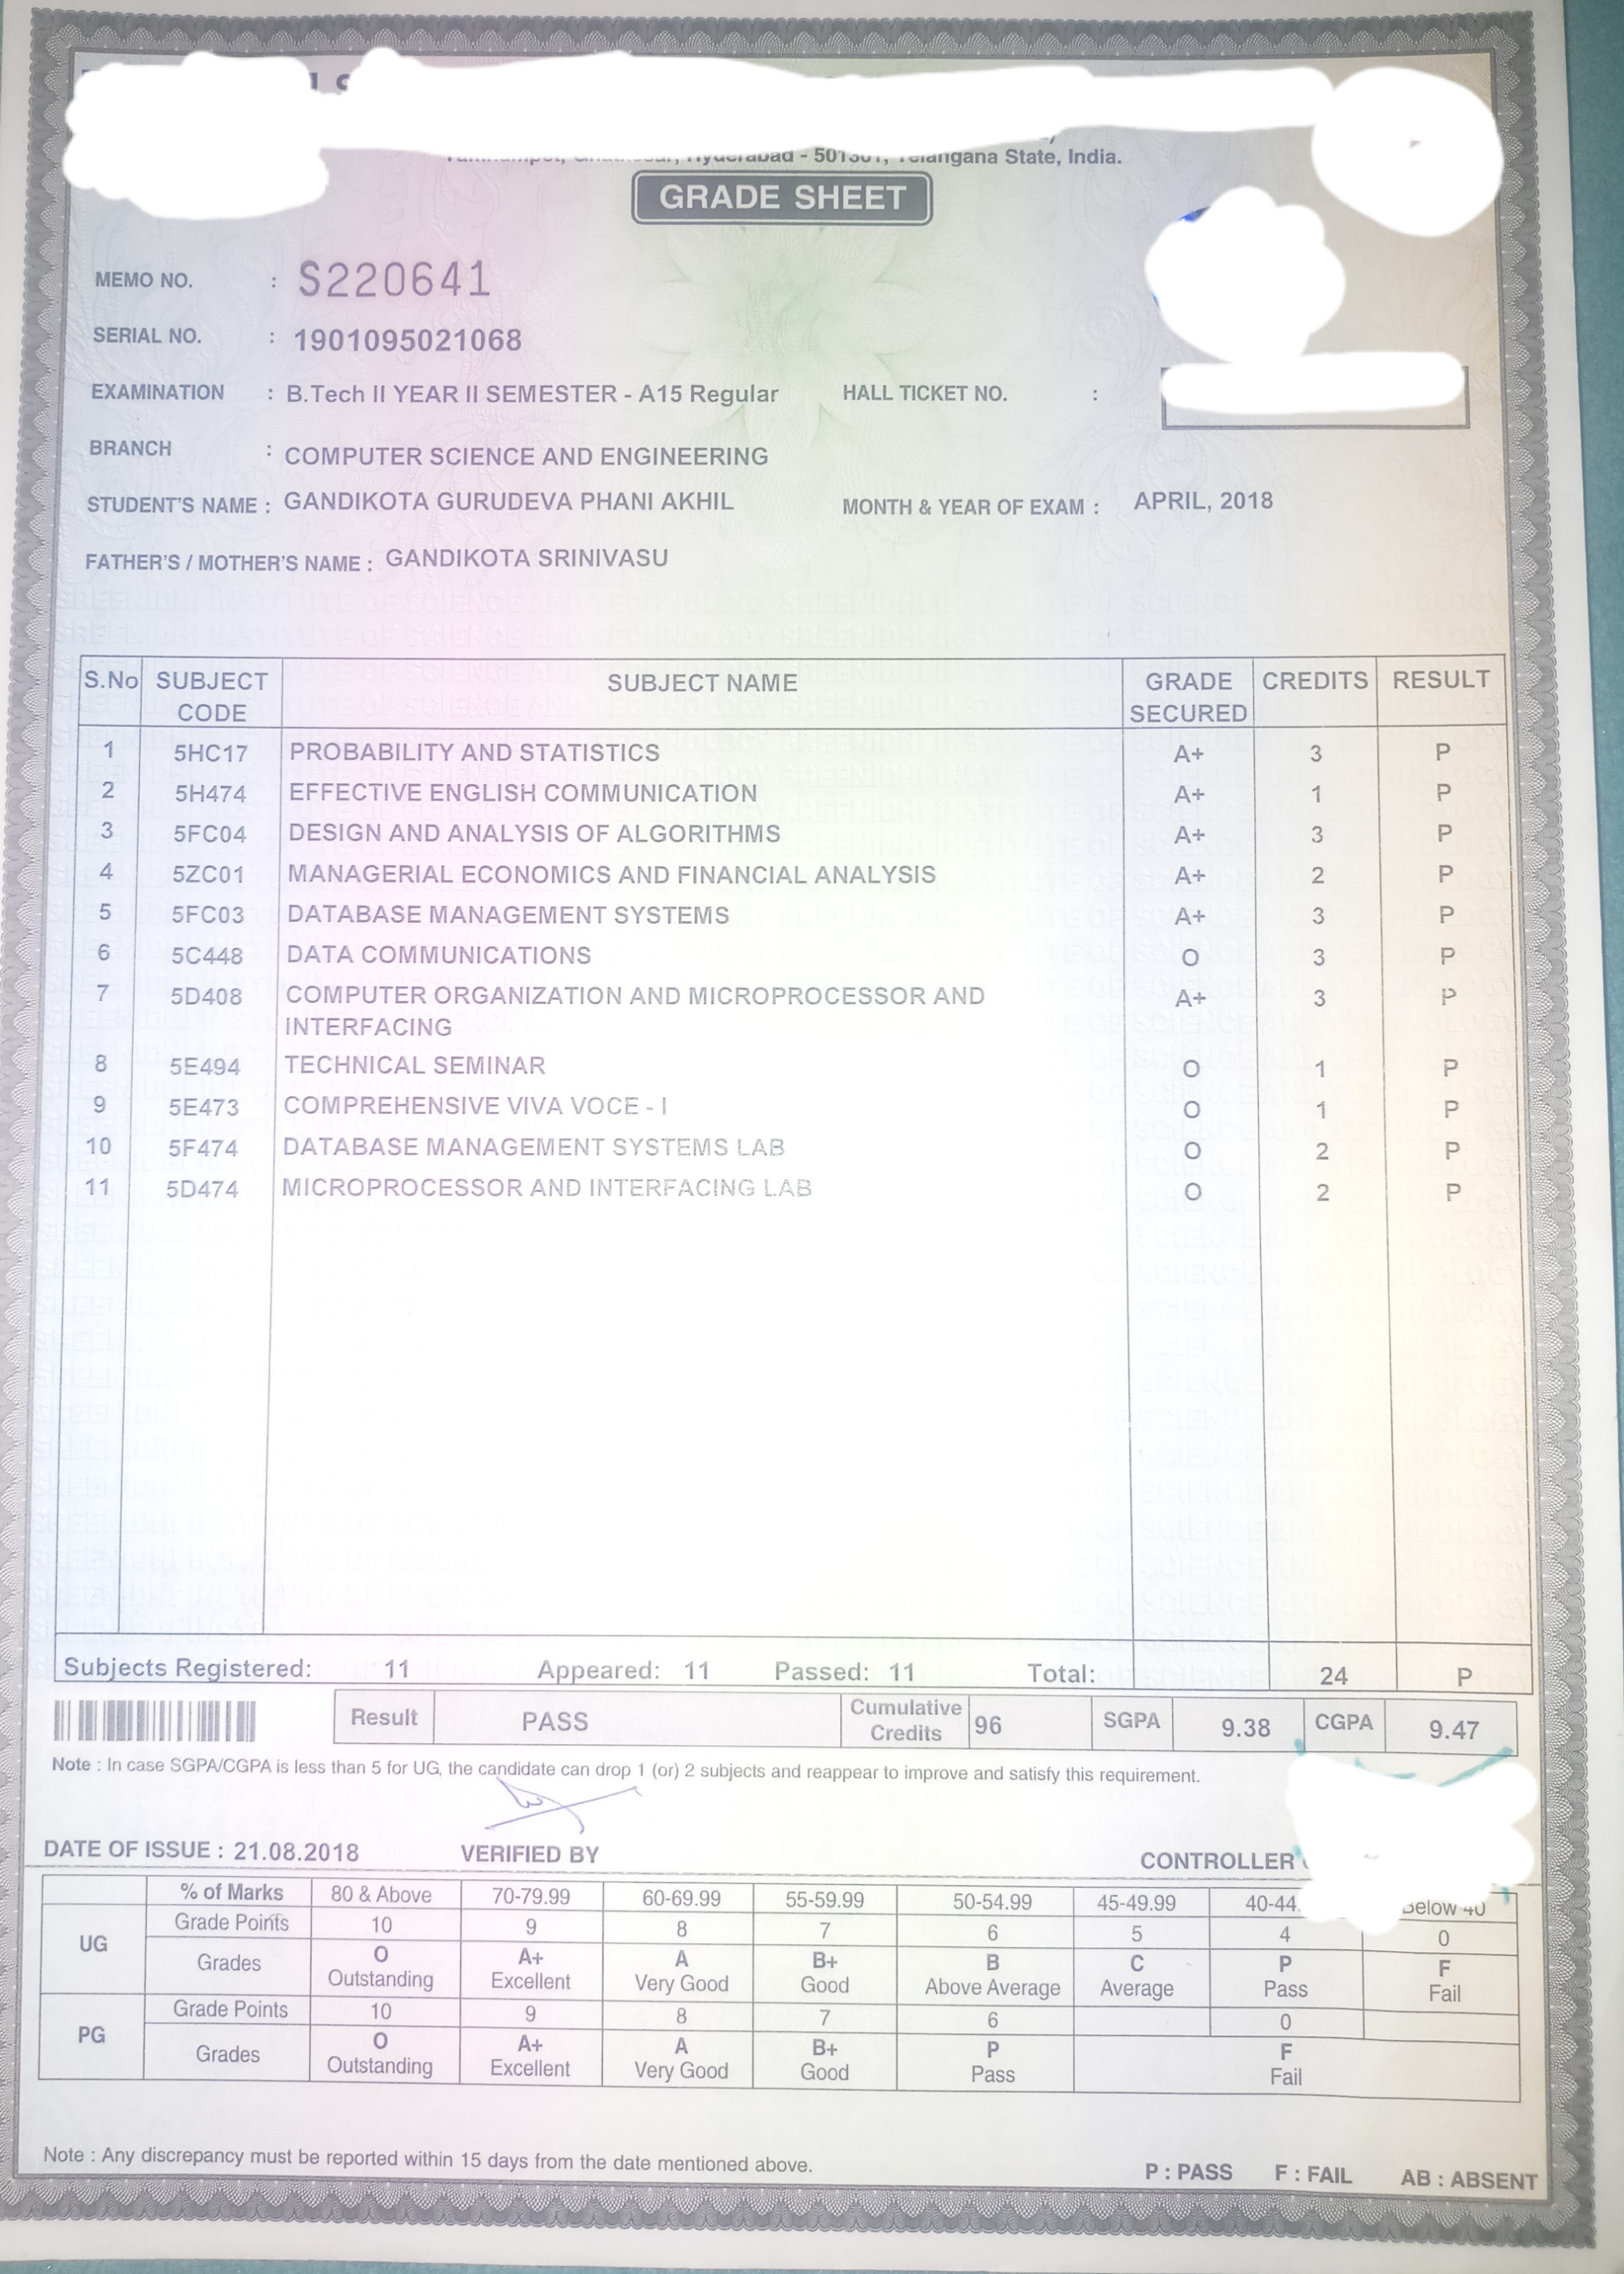 Hyderabad - 501301, Telangana State, India.
GRADE SHEET
MEMO NO. : S220641
SERIAL NO. : 1901095021068
EXAMINATION : B.Tech II YEAR II SEMESTER - A15 Regular HALL TICKET NO. :
BRANCH : COMPUTER SCIENCE AND ENGINEERING
STUDENT'S NAME : GANDIKOTA GURUDEVA PHANI AKHIL MONTH & YEAR OF EXAM : APRIL, 2018
FATHER'S / MOTHER'S NAME : GANDIKOTA SRINIVASU
S.No SUBJECT CODE SUBJECT NAME GRADE SECURED CREDITS RESULT
1 5HC17 PROBABILITY AND STATISTICS A+ 3 P
2 5H474 EFFECTIVE ENGLISH COMMUNICATION A+ 1 P
3 5FC04 DESIGN AND ANALYSIS OF ALGORITHMS A+ 3 P
4 5ZC01 MANAGERIAL ECONOMICS AND FINANCIAL ANALYSIS A+ 2 P
5 5FC03 DATABASE MANAGEMENT SYSTEMS A+ 3 P
6 5C448 DATA COMMUNICATIONS O 3 P
7 5D408 COMPUTER ORGANIZATION AND MICROPROCESSOR AND A+ 3 P
INTERFACING
8 5E494 TECHNICAL SEMINAR O 1 P
9 5E473 COMPREHENSIVE VIVA VOCE - I O 1 P
10 5F474 DATABASE MANAGEMENT SYSTEMS LAB O 2 P
11 5D474 MICROPROCESSOR AND INTERFACING LAB O 2 P
Subjects Registered: 11 Appeared: 11 Passed: 11 Total: 24 P
Result PASS Cumulative Credits 96 SGPA 9.38 CGPA 9.47
Note : In case SGPA/CGPA is less than 5 for UG, the candidate can drop 1 (or) 2 subjects and reappear to improve and satisfy this requirement.
DATE OF ISSUE : 21.08.2018 VERIFIED BY CONTROLLER
% of Marks 80 & Above 70-79.99 60-69.99 55-59.99 50-54.99 45-49.99 40-44. Below 40
UG Grade Points 10 9 8 7 6 5 4 0
Grades O Outstanding A+ Excellent A Very Good B+ Good B Above Average C Average P Pass F Fail
PG Grade Points 10 9 8 7 6 0
Grades O Outstanding A+ Excellent A Very Good B+ Good P Pass F Fail
Note : Any discrepancy must be reported within 15 days from the date mentioned above.
P : PASS F : FAIL AB : ABSENT